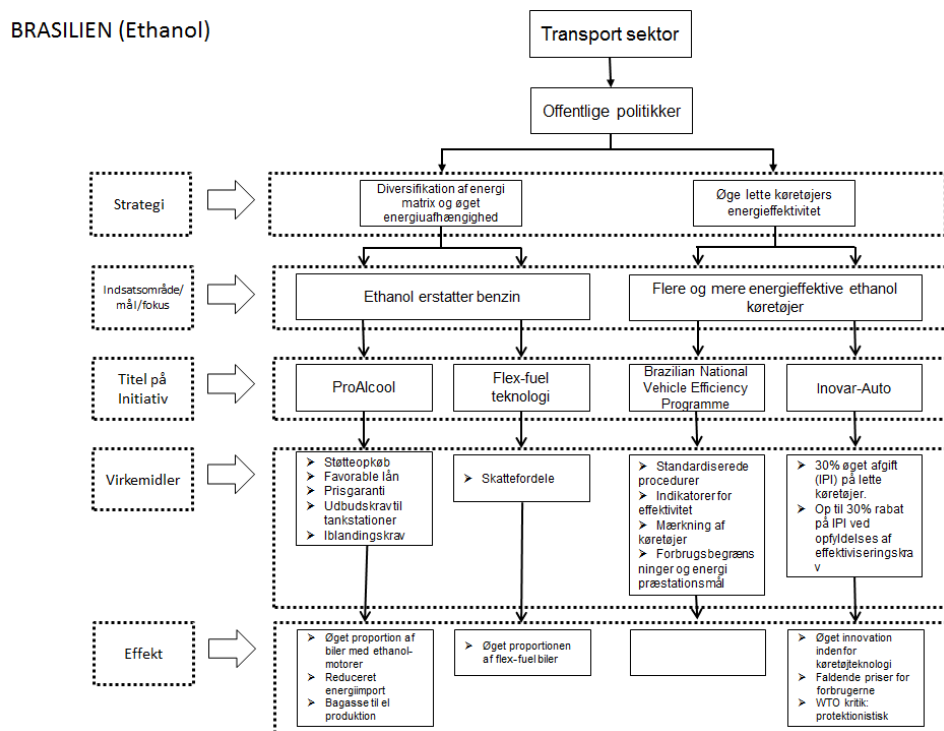 BRASILIEN (Ethanol)
Transport sektor
Offentlige politikker
Strategi
Diversifikation af energi
matrix og øget
energiuafhængighed
Øge lette køretøjers
energieffektivitet
Indsatsområde/
mål/fokus
Ethanol erstatter benzin
Flere og mere energieffektive ethanol
køretøjer
Titel på
Initiativ
ProAlcool
Flex-fuel
teknologi
Brazilian National
Vehicle Efficiency
Programme
Inovar-Auto
Virkemidler
➢ Støtteopkøb
➢ Favorable lån
➢ Prisgaranti
➢ Udbudskrav til
tankstationer
➢ Iblandingskrav
➢ Skattefordele
➢ Standardiserede
procedurer
➢ Indikatorer for
effektivitet
➢ Mærkning af
køretøjer
➢ Forbrugsbegræn
sninger og energi
præstationsmål
➢ 30% øget afgift
(IPI) på lette
køretøjer.
➢ Op til 30% rabat
på IPI ved
opfyldelses af
effektiviseringskra
v
Effekt
➢ Øget proportion af
biler med ethanol-
motorer
➢ Reduceret
energiimport
➢ Bagasse til el
produktion
➢ Øget proportionen
af flex-fuel biler
➢ Øget innovation
indenfor
køretøjteknologi
➢ Faldende priser for
forbrugerne
➢ WTO kritik:
protektionistisk